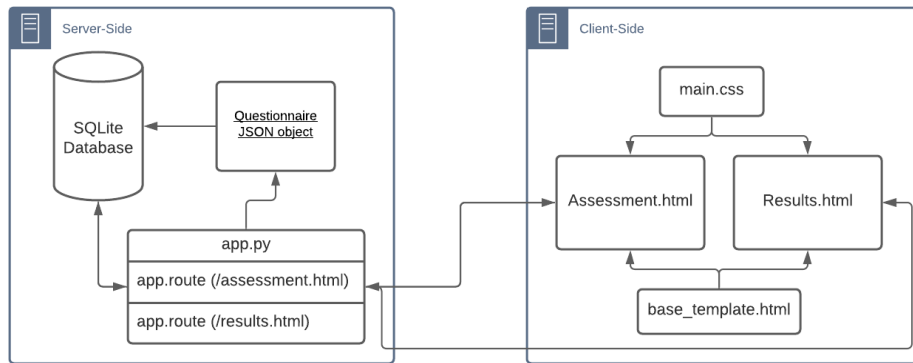 Server-Side
SQLite
Database
Questionnaire
JSON object
app.py
app.route (/assessment.html)
app.route (/results.html)
Client-Side
main.css
Assessment.html
Results.html
base_template.html